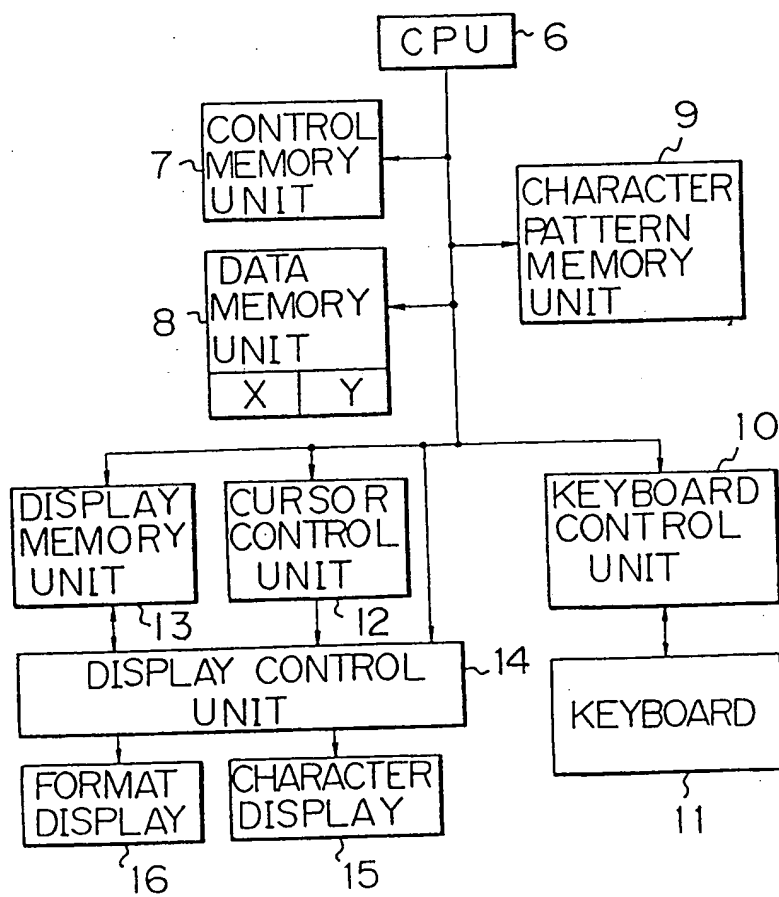 CPU
6
CONTROL
MEMORY
UNIT
7
9
CHARACTER
PATTERN
MEMORY
UNIT
DATA
MEMORY
UNIT
X Y
8
10
DISPLAY
MEMORY
UNIT
13
CURSOR
CONTROL
UNIT
12
KEYBOARD
CONTROL
UNIT
DISPLAY CONTROL
UNIT
14
KEYBOARD
11
FORMAT
DISPLAY
16
CHARACTER
DISPLAY
15